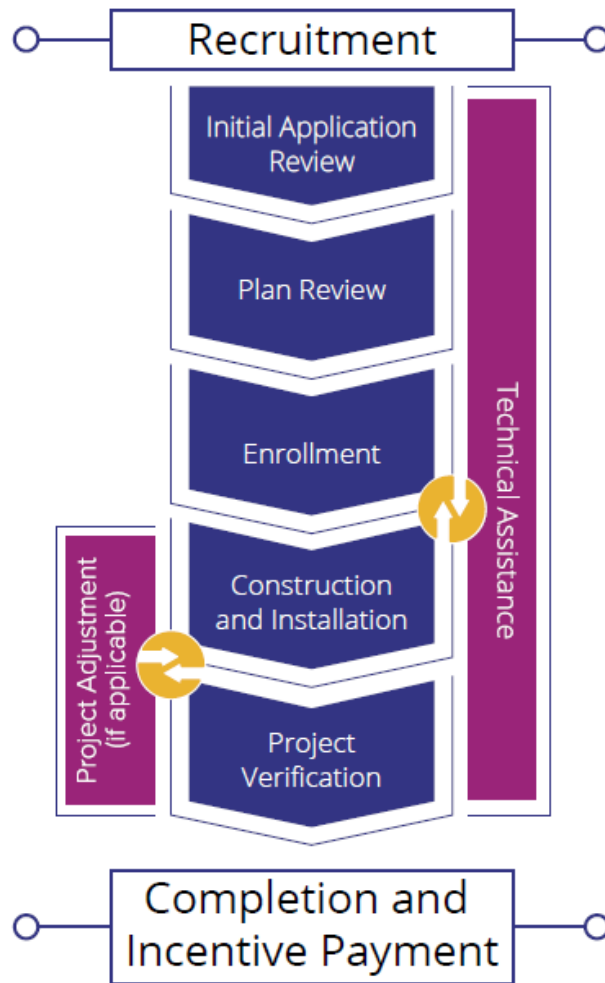 Recruitment
Initial Application
Review
Plan Review
Enrollment
Technical Assistance
Construction
and Installation
Project Adjustment
(if applicable)
Project
Verification
Completion and
Incentive Payment